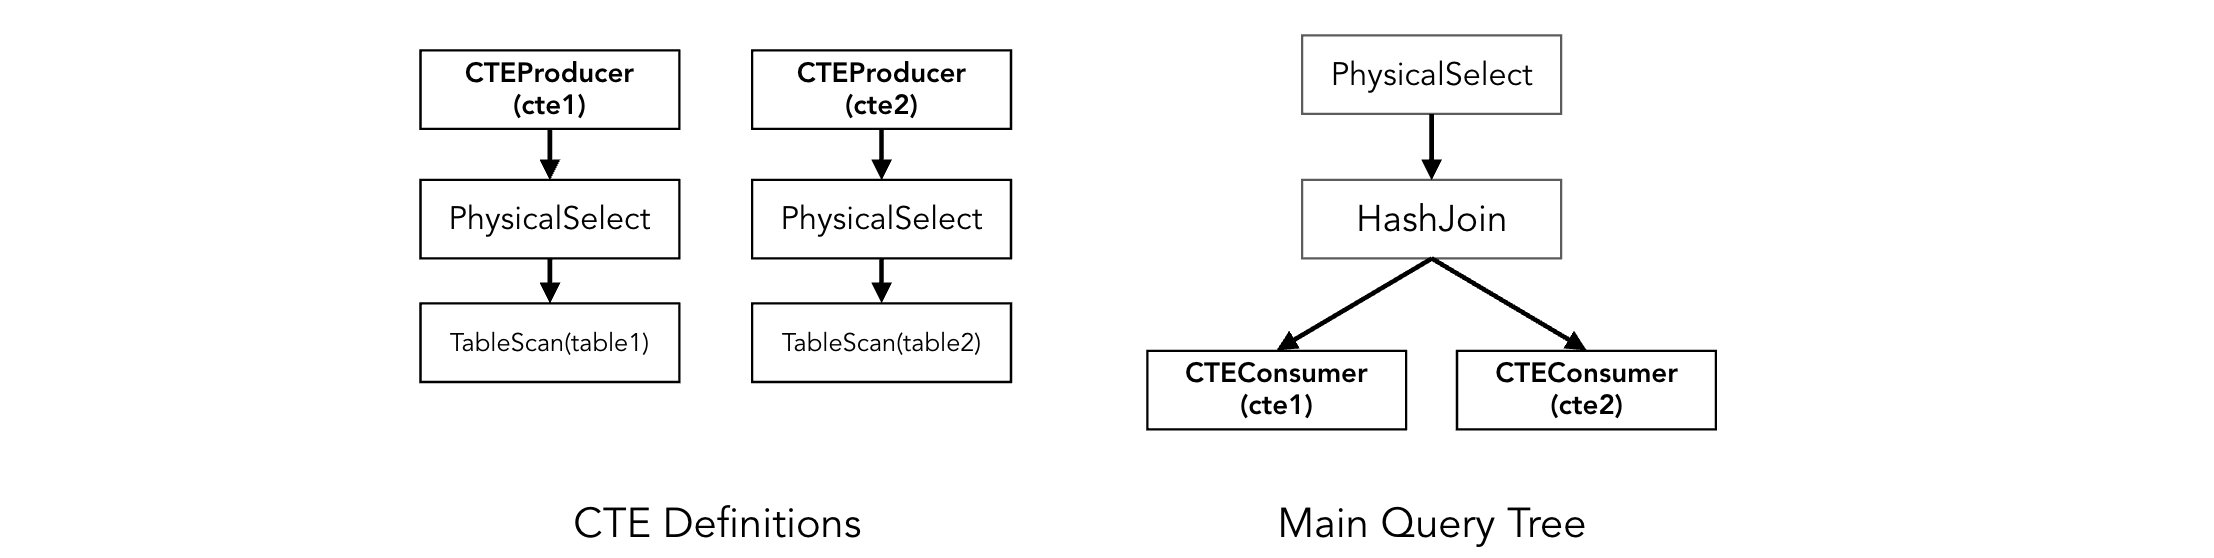 CTEProducer
(cte1)
PhysicalSelect
TableScan(table1)
CTEProducer
(cte2)
PhysicalSelect
TableScan(table2)
CTE Definitions
PhysicalSelect
HashJoin
CTEConsumer
(cte1)
CTEConsumer
(cte2)
Main Query Tree